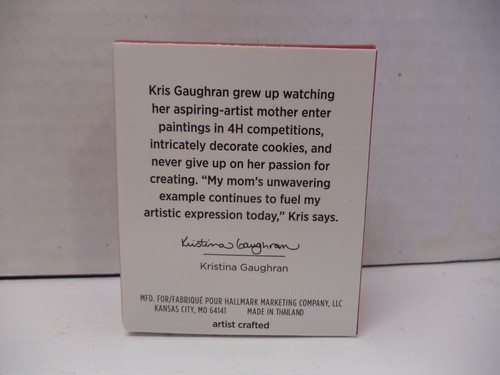 Kris Gaughran grew up watching
her aspiring-artist mother enter
paintings in 4H competitions,
intricately decorate cookies, and
never give up on her passion for
creating. “My mom’s unwavering
example continues to fuel my
artistic expression today,” Kris says.
Kristina Gaughran
Kristina Gaughran
MFD. FOR/FABRIQUÉ POUR HALLMARK MARKETING COMPANY, LLC
KANSAS CITY, MO 64141 MADE IN THAILAND
artist crafted